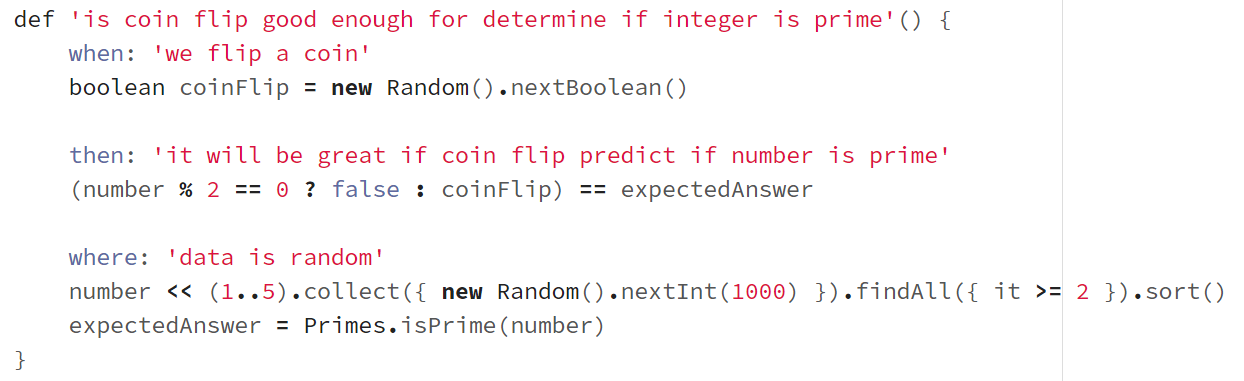 def 'is coin flip good enough for determine if integer is prime'() {
    when: 'we flip a coin'
    boolean coinFlip = new Random().nextBoolean()

    then: 'it will be great if coin flip predict if number is prime'
    (number % 2 == 0 ? false : coinFlip) == expectedAnswer

    where: 'data is random'
    number << (1..5).collect({ new Random().nextInt(1000) }).findAll({ it >= 2 }).sort()
    expectedAnswer = Primes.isPrime(number)
}